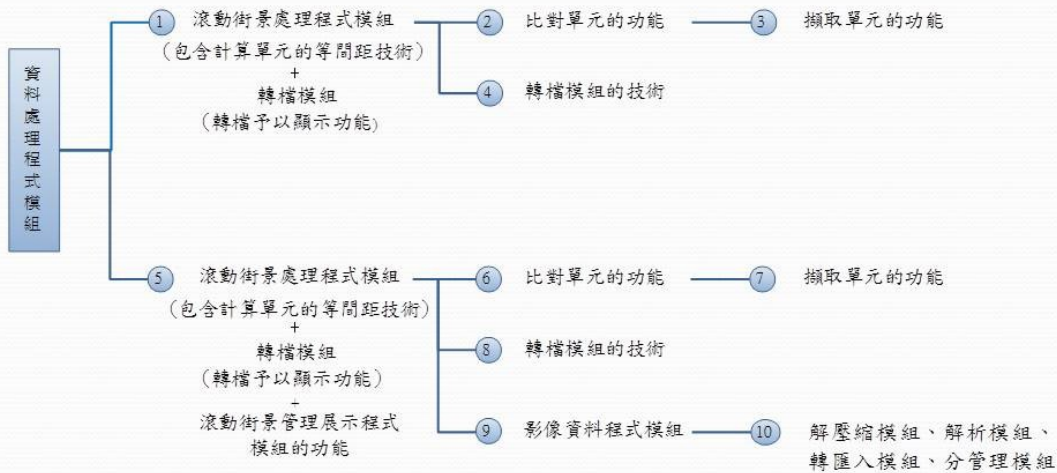 資料處理程式模組
1 滾動街景處理程式模組
(包含計算單元的等間距技術)
+
轉檔模組
(轉檔予以顯示功能)
2 比對單元的功能
3 擷取單元的功能
4 轉檔模組的技術
5 滾動街景處理程式模組
(包含計算單元的等間距技術)
+
轉檔模組
(轉檔予以顯示功能)
+
滾動街景管理展示程式
模組的功能
6 比對單元的功能
7 擷取單元的功能
8 轉檔模組的技術
9 影像資料程式模組
10 解壓縮模組、解析模組、
轉匯入模組、分管理模組